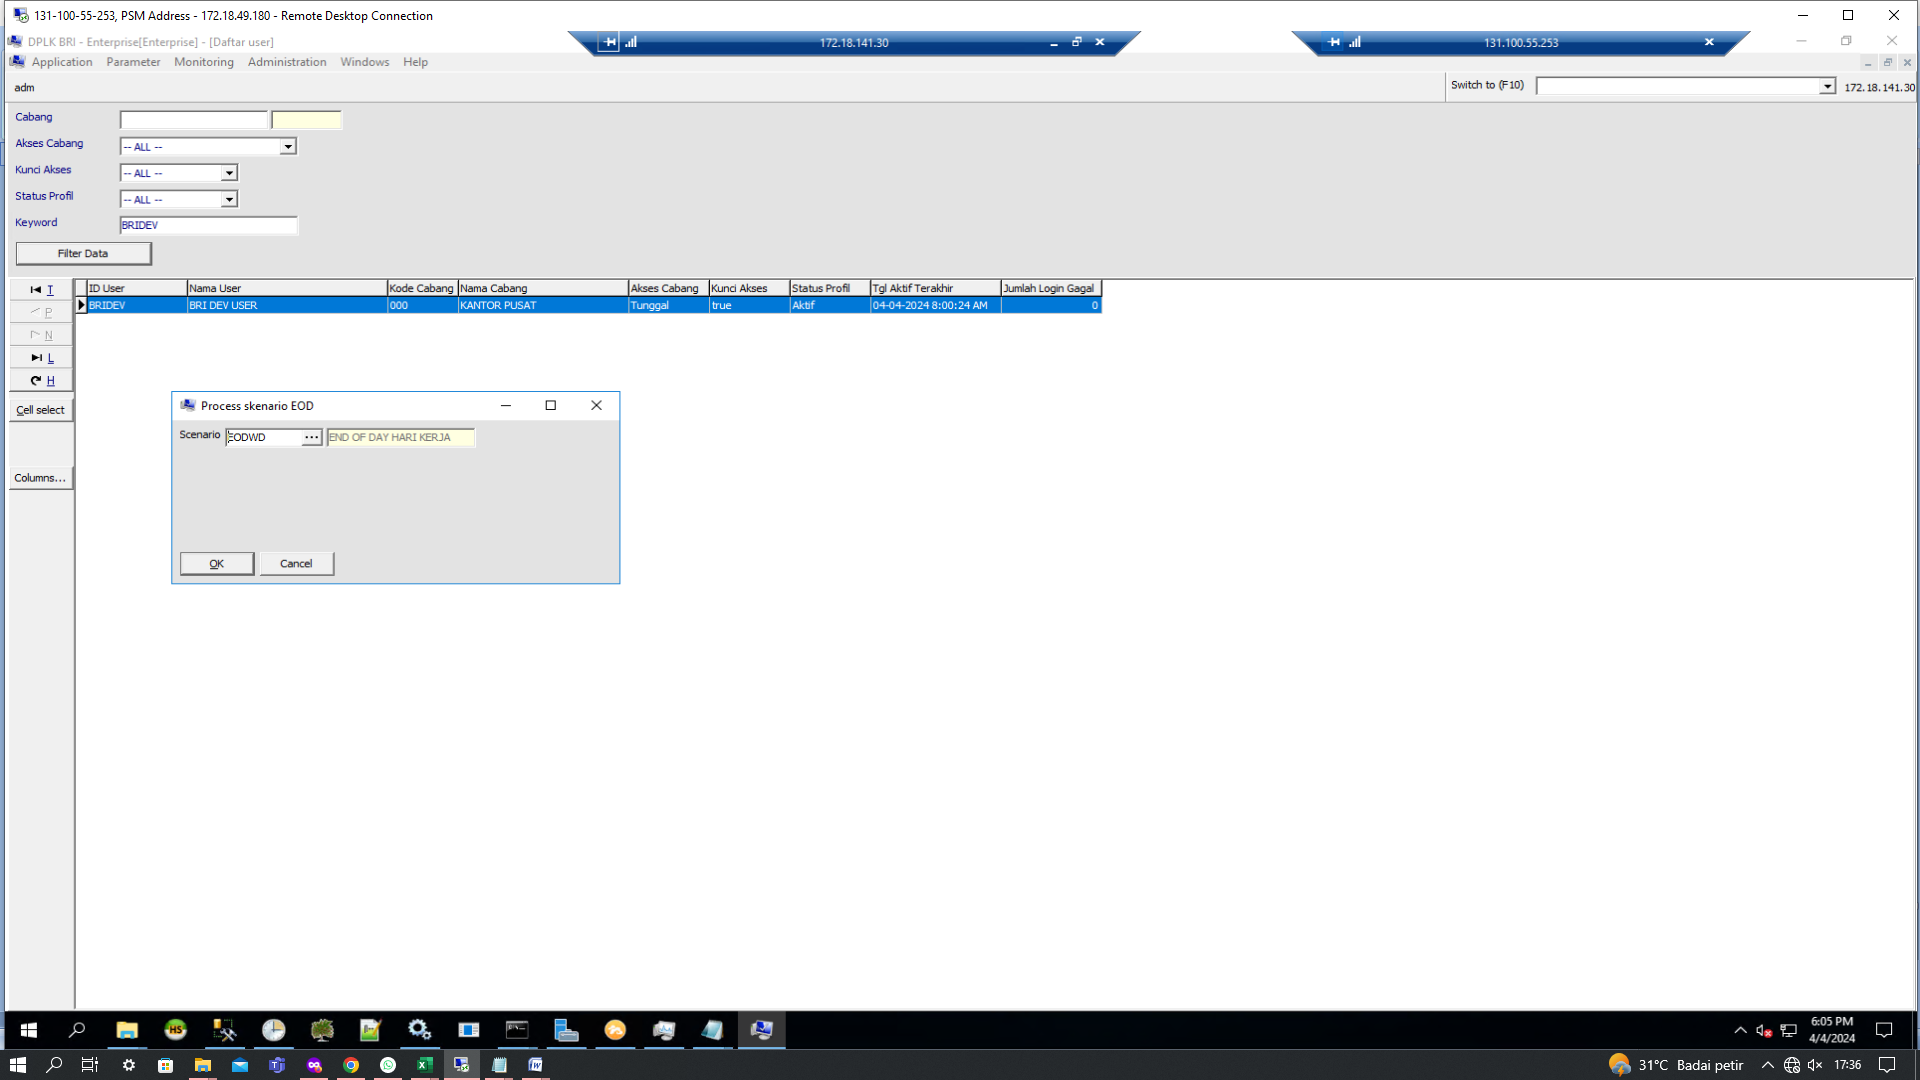 131-100-55-253, PSM Address - 172.18.49.180 - Remote Desktop Connection
DPLK BRI - Enterprise[Enterprise] - [Daftar user]
172.18.141.30
131.100.55.253
Application Parameter Monitoring Administration Windows Help
adm
Switch to (F10)
172.18.141.30
Cabang
Akses Cabang -- ALL --
Kunci Akses -- ALL --
Status Profil -- ALL --
Keyword BRIDEV
Filter Data
T
P
N
L
H
Cell select
Columns...
ID User Nama User Kode Cabang Nama Cabang Akses Cabang Kunci Akses Status Profil Tgl Aktif Terakhir Jumlah Login Gagal
BRIDEV BRI DEV USER 000 KANTOR PUSAT Tunggal true Aktif 04-04-2024 8:00:24 AM 0
Process skenario EOD
Scenario EODWD ... END OF DAY HARI KERJA
OK Cancel
HS
6:05 PM
4/4/2024
31°C Badai petir
17:36